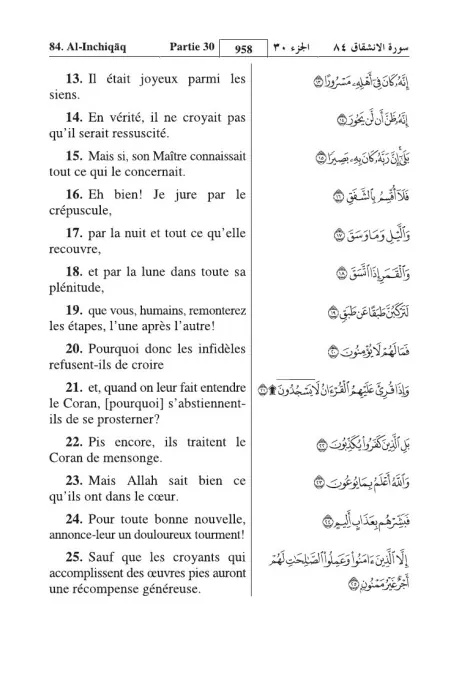 84. Al-Inchiqāq Partie 30 958 الجزء ٣٠ سورة الانشقاق ٨٤
13. Il était joyeux parmi les
siens.
إِنَّهُۥ كَانَ فِىٓ أَهْلِهِۦ مَسْرُورًا ١٣
14. En vérité, il ne croyait pas
qu’il serait ressuscité.
إِنَّهُۥ ظَنَّ أَن لَّن يَحُورَ ١٤
15. Mais si, son Maître connaissait
tout ce qui le concernait.
بَلَىٰٓ إِنَّ رَبَّهُۥ كَانَ بِهِۦ بَصِيرًا ١٥
16. Eh bien! Je jure par le
crépuscule,
فَلَآ أُقْسِمُ بِٱلشَّفَقِ ١٦
17. par la nuit et tout ce qu’elle
recouvre,
وَٱلَّيْلِ وَمَا وَسَقَ ١٧
18. et par la lune dans toute sa
plénitude,
وَٱلْقَمَرِ إِذَا ٱتَّسَقَ ١٨
19. que vous, humains, remonterez
les étapes, l’une après l’autre!
لَتَرْكَبُنَّ طَبَقًا عَن طَبَقٍ ١٩
20. Pourquoi donc les infidèles
refusent-ils de croire
فَمَا لَهُمْ لَا يُؤْمِنُونَ ٢٠
21. et, quand on leur fait entendre
le Coran, [pourquoi] s’abstiennent-
ils de se prosterner?
وَإِذَا قُرِئَ عَلَيْهِمُ ٱلْقُرْءَانُ لَا يَسْجُدُونَ ۩ ٢١
22. Pis encore, ils traitent le
Coran de mensonge.
بَلِ ٱلَّذِينَ كَفَرُوا۟ يُكَذِّبُونَ ٢٢
23. Mais Allah sait bien ce
qu’ils ont dans le cœur.
وَٱللَّهُ أَعْلَمُ بِمَا يُوعُونَ ٢٣
24. Pour toute bonne nouvelle,
annonce-leur un douloureux tourment!
فَبَشِّرْهُم بِعَذَابٍ أَلِيمٍ ٢٤
25. Sauf que les croyants qui
accomplissent des œuvres pies auront
une récompense généreuse.
إِلَّا ٱلَّذِينَ ءَامَنُوا۟ وَعَمِلُوا۟ ٱلصَّـٰلِحَـٰتِ لَهُمْ
أَجْرٌ غَيْرُ مَمْنُونٍۭ ٢٥